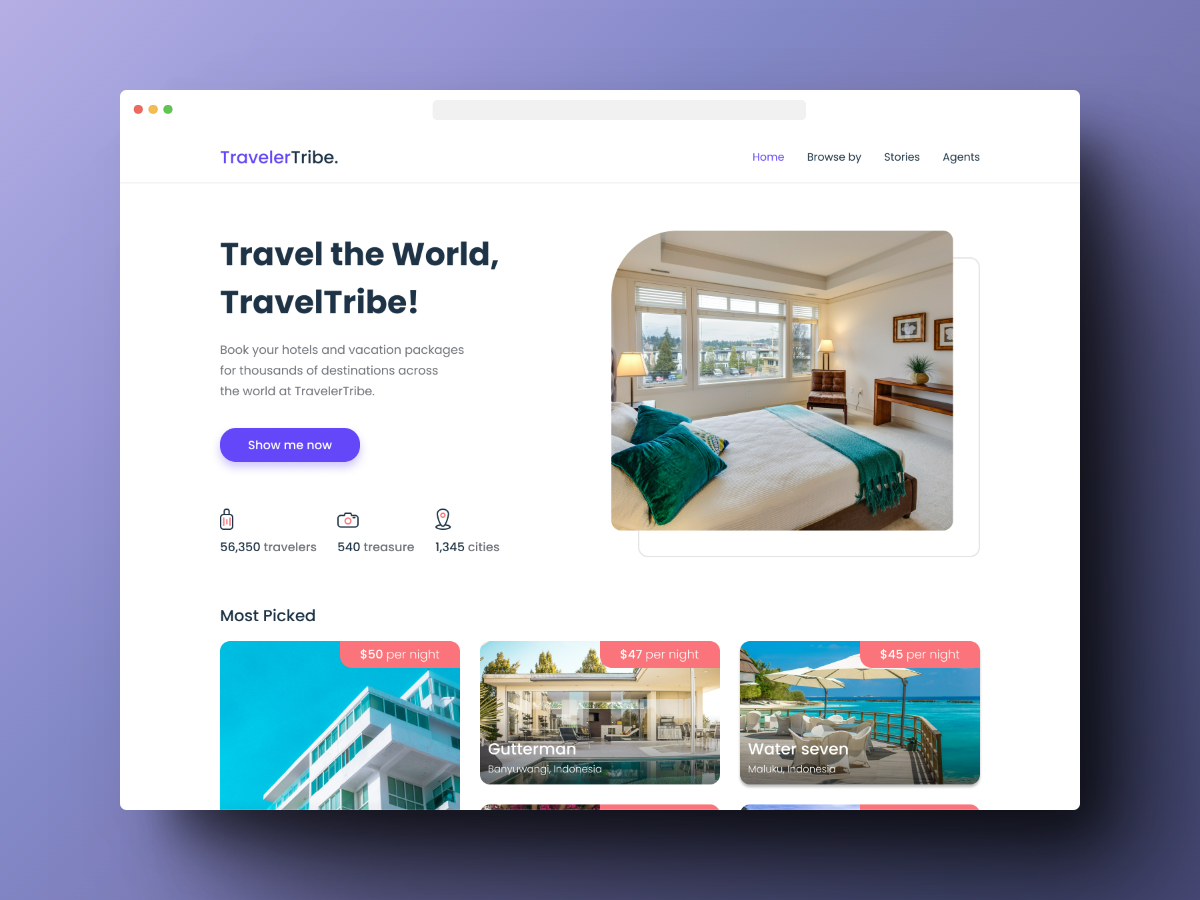 TravelerTribe.
Home Browse by Stories Agents
Travel the World,
TravelTribe!
Book your hotels and vacation packages
for thousands of destinations across
the world at TravelerTribe.
Show me now
56,350 travelers 540 treasure 1,345 cities
Most Picked
$50 per night
$47 per night
Gutterman
Banyuwangi, Indonesia
$45 per night
Water seven
Maluku, Indonesia